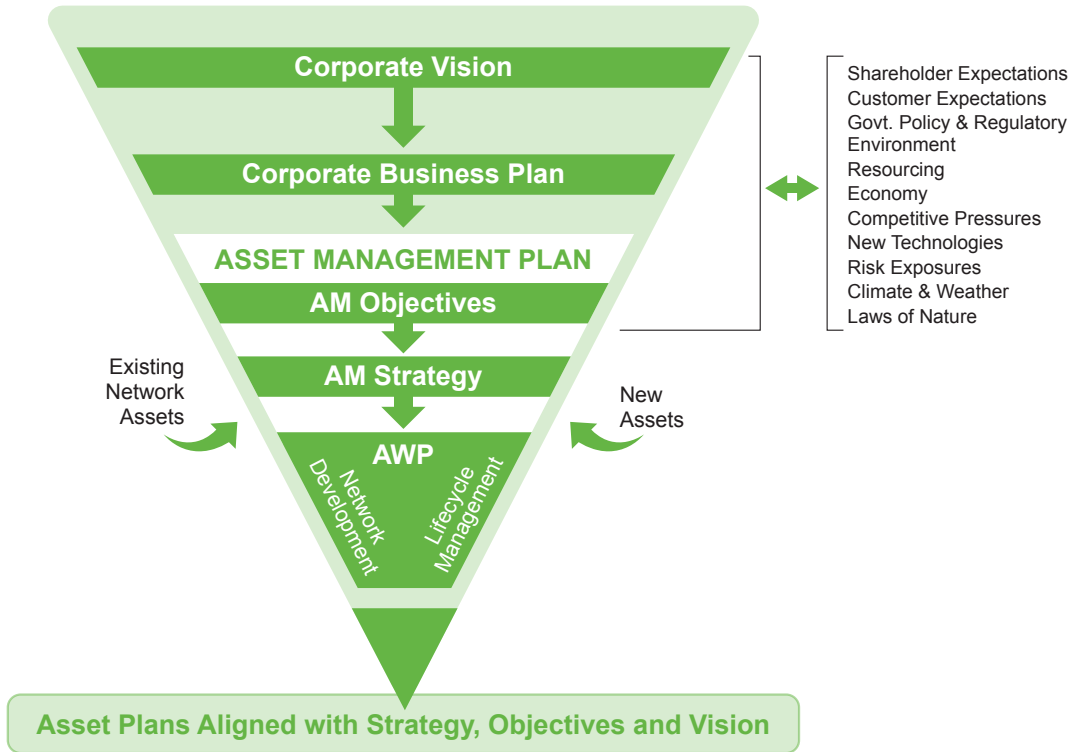 Corporate Vision
Corporate Business Plan
ASSET MANAGEMENT PLAN
AM Objectives
AM Strategy
AWP
Network
Development
Lifecycle
Management
Existing
Network
Assets
New
Assets
Shareholder Expectations
Customer Expectations
Govt. Policy & Regulatory
Environment
Resourcing
Economy
Competitive Pressures
New Technologies
Risk Exposures
Climate & Weather
Laws of Nature
Asset Plans Aligned with Strategy, Objectives and Vision